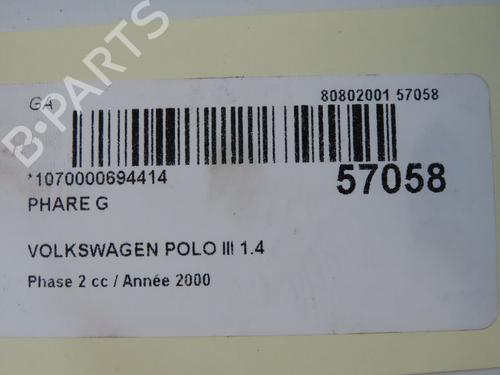 GA 80802001 57058
B-PARTS
*1070000694414 57058
PHARE G
VOLKSWAGEN POLO III 1.4
Phase 2 cc / Année 2000